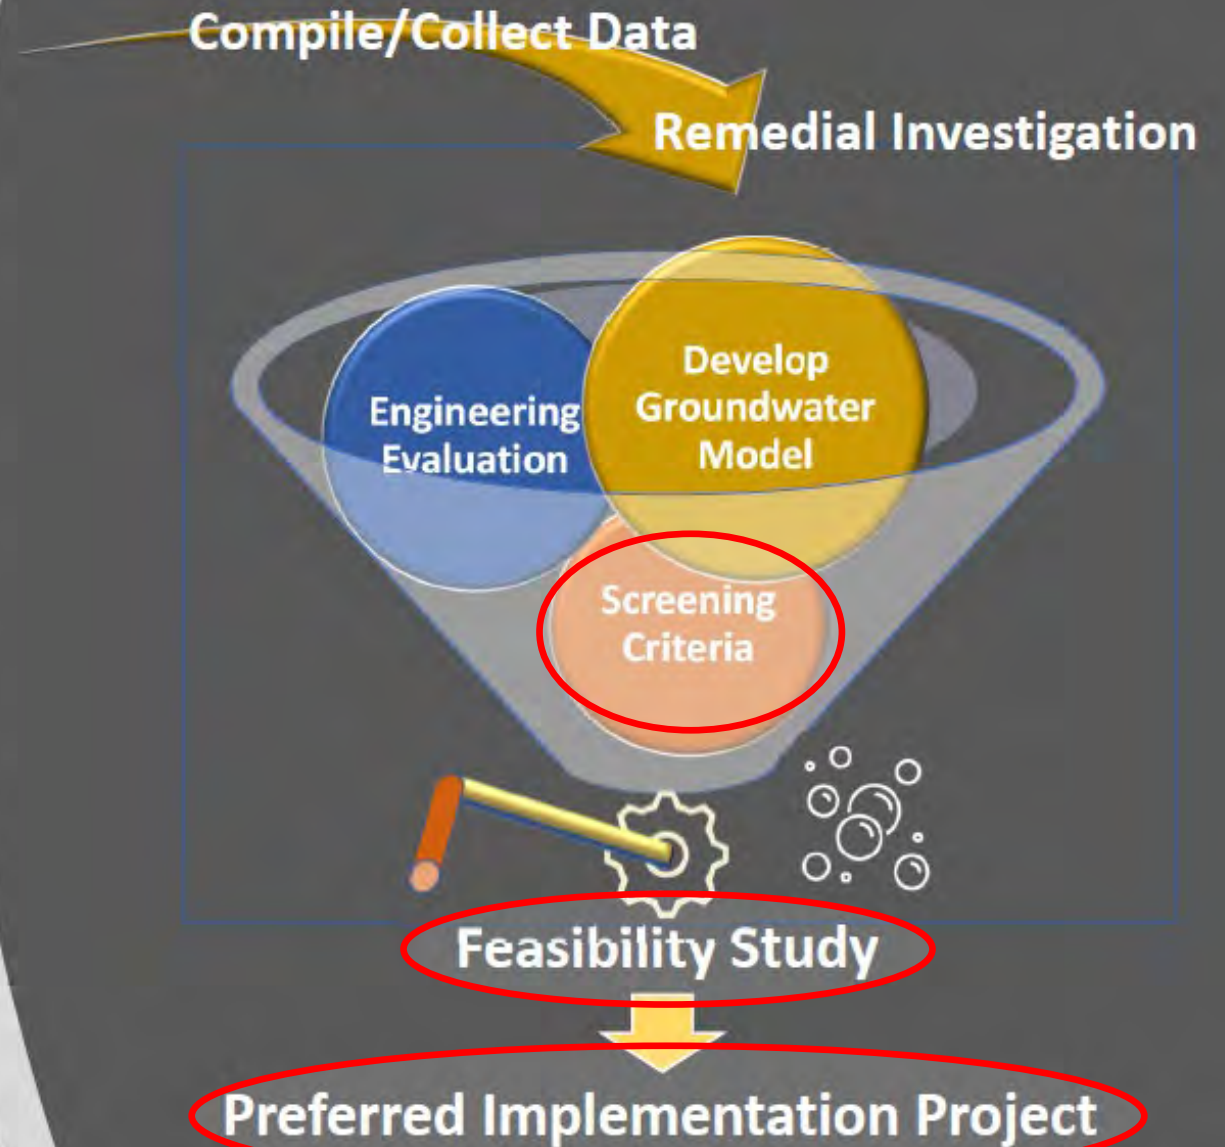 Compile/Collect Data
Remedial Investigation
Engineering
Evaluation
Develop
Groundwater
Model
Screening
Criteria
Feasibility Study
Preferred Implementation Project